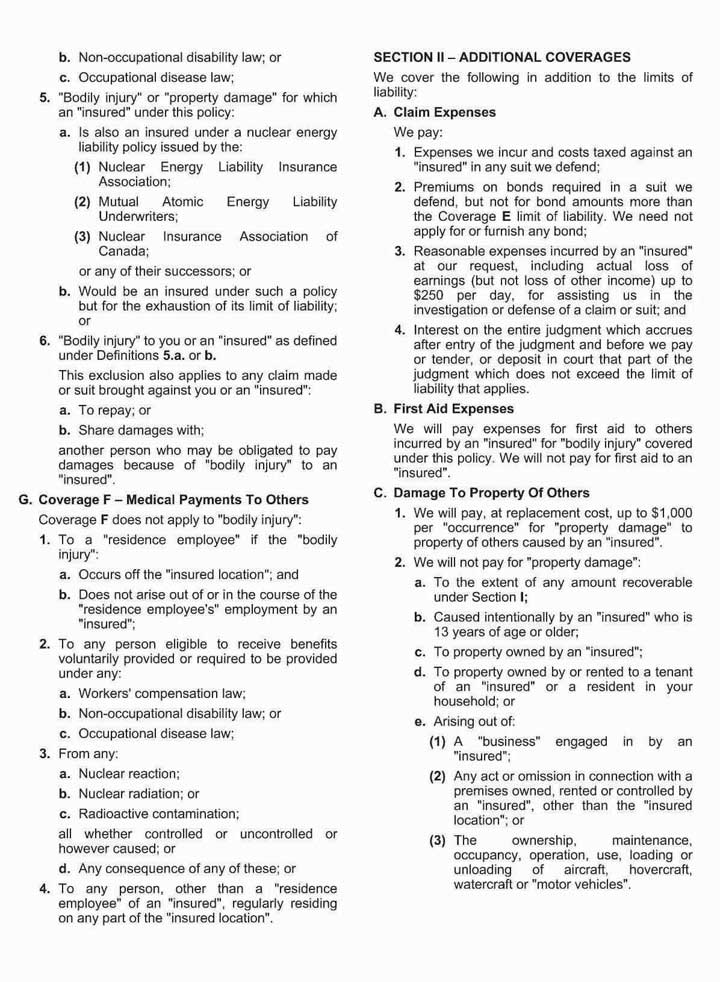 b. Non-occupational disability law; or
c. Occupational disease law;
5. "Bodily injury" or "property damage" for which
an "insured" under this policy:
a. Is also an insured under a nuclear energy
liability policy issued by the:
(1) Nuclear Energy Liability Insurance
Association;
(2) Mutual Atomic Energy Liability
Underwriters;
(3) Nuclear Insurance Association of
Canada;
or any of their successors; or
b. Would be an insured under such a policy
but for the exhaustion of its limit of liability;
or
6. "Bodily injury" to you or an "insured" as defined
under Definitions 5.a. or b.
This exclusion also applies to any claim made
or suit brought against you or an "insured":
a. To repay; or
b. Share damages with;
another person who may be obligated to pay
damages because of "bodily injury" to an
"insured".
G. Coverage F – Medical Payments To Others
Coverage F does not apply to "bodily injury":
1. To a "residence employee" if the "bodily
injury":
a. Occurs off the "insured location"; and
b. Does not arise out of or in the course of the
"residence employee's" employment by an
"insured";
2. To any person eligible to receive benefits
voluntarily provided or required to be provided
under any:
a. Workers' compensation law;
b. Non-occupational disability law; or
c. Occupational disease law;
3. From any:
a. Nuclear reaction;
b. Nuclear radiation; or
c. Radioactive contamination;
all whether controlled or uncontrolled or
however caused; or
d. Any consequence of any of these; or
4. To any person, other than a "residence
employee" of an "insured", regularly residing
on any part of the "insured location".
SECTION II – ADDITIONAL COVERAGES
We cover the following in addition to the limits of
liability:
A. Claim Expenses
We pay:
1. Expenses we incur and costs taxed against an
"insured" in any suit we defend;
2. Premiums on bonds required in a suit we
defend, but not for bond amounts more than
the Coverage E limit of liability. We need not
apply for or furnish any bond;
3. Reasonable expenses incurred by an "insured"
at our request, including actual loss of
earnings (but not loss of other income) up to
$250 per day, for assisting us in the
investigation or defense of a claim or suit; and
4. Interest on the entire judgment which accrues
after entry of the judgment and before we pay
or tender, or deposit in court that part of the
judgment which does not exceed the limit of
liability that applies.
B. First Aid Expenses
We will pay expenses for first aid to others
incurred by an "insured" for "bodily injury" covered
under this policy. We will not pay for first aid to an
"insured".
C. Damage To Property Of Others
1. We will pay, at replacement cost, up to $1,000
per "occurrence" for "property damage" to
property of others caused by an "insured".
2. We will not pay for "property damage":
a. To the extent of any amount recoverable
under Section I;
b. Caused intentionally by an "insured" who is
13 years of age or older;
c. To property owned by an "insured";
d. To property owned by or rented to a tenant
of an "insured" or a resident in your
household; or
e. Arising out of:
(1) A "business" engaged in by an
"insured";
(2) Any act or omission in connection with a
premises owned, rented or controlled by
an "insured", other than the "insured
location"; or
(3) The ownership, maintenance,
occupancy, operation, use, loading or
unloading of aircraft, hovercraft,
watercraft or "motor vehicles".